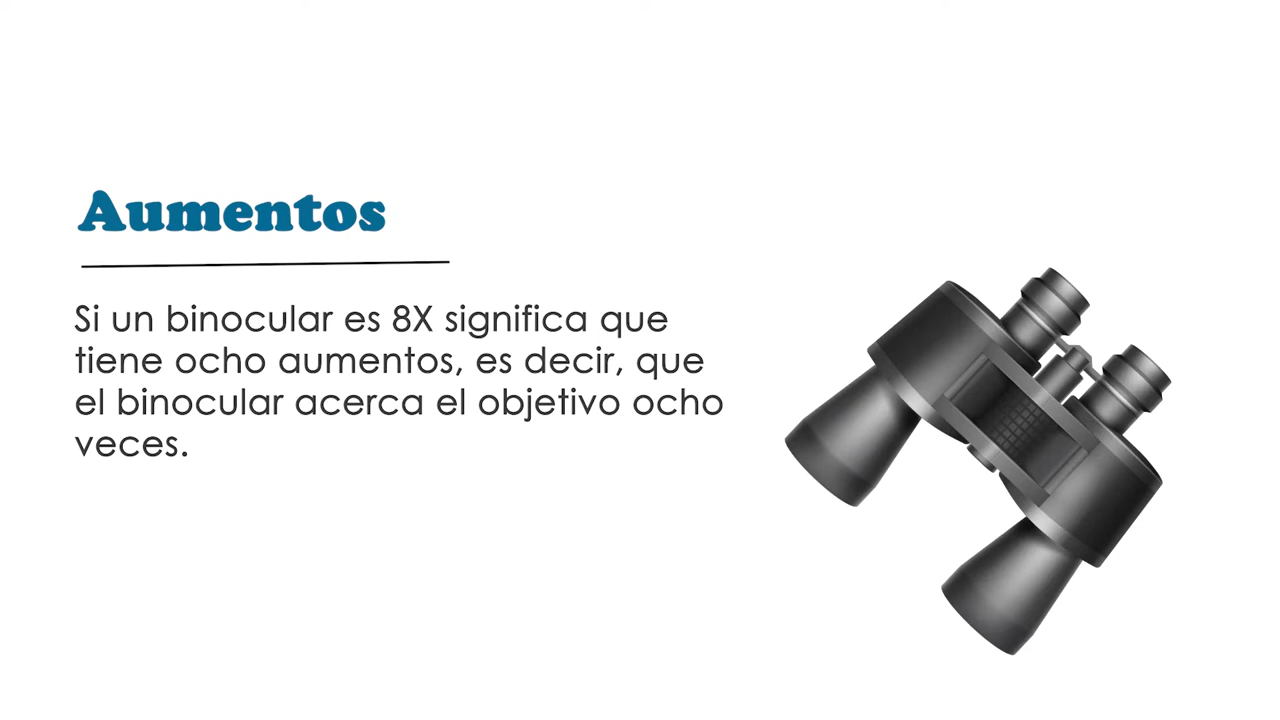 Aumentos
Si un binocular es 8X significa que
tiene ocho aumentos, es decir, que
el binocular acerca el objetivo ocho
veces.